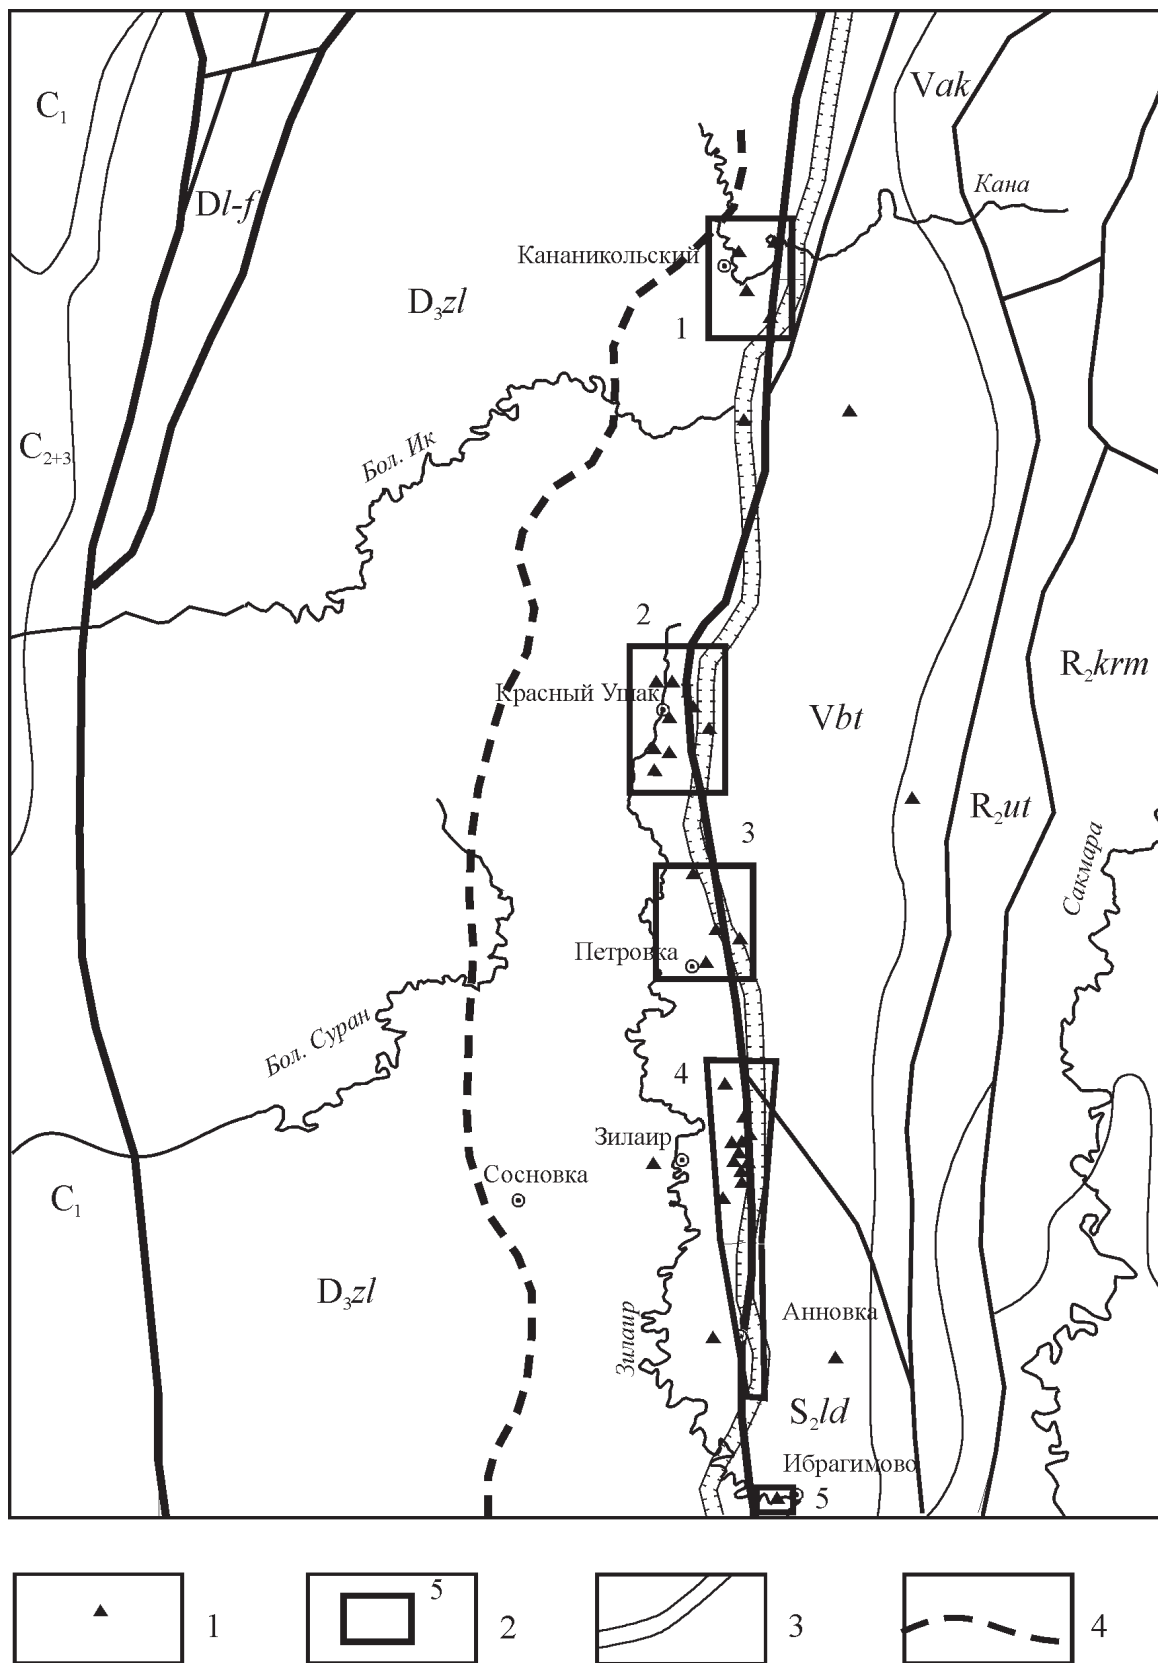 C₁
Vak
Dl-f
Кана
Кананикольский
D₃zl
1
Бол. Ик
C₂₊₃
2
R₂krm
Красный Ушак
Vbt
R₂ut
3
Сакмара
Петровка
Бол. Суран
4
Зилаир
Сосновка
C₁
D₃zl
Зилаир
Анновка
S₂ld
Ибрагимово
5
1
5
2
3
4